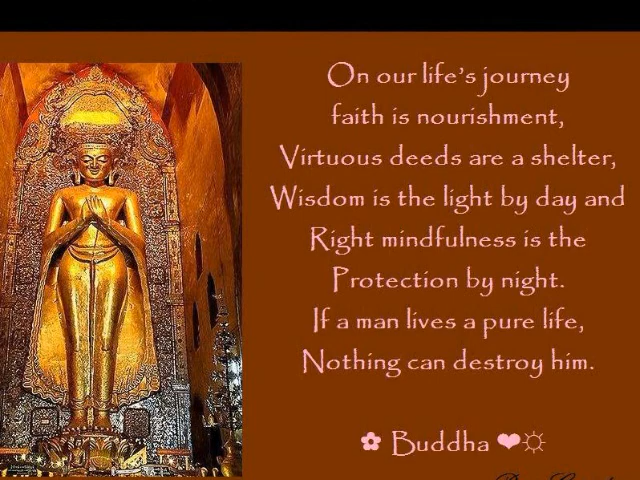 On our life's journey
faith is nourishment,
Virtuous deeds are a shelter,
Wisdom is the light by day and
Right mindfulness is the
Protection by night.
If a man lives a pure life,
Nothing can destroy him.
✿ Buddha ❤☼